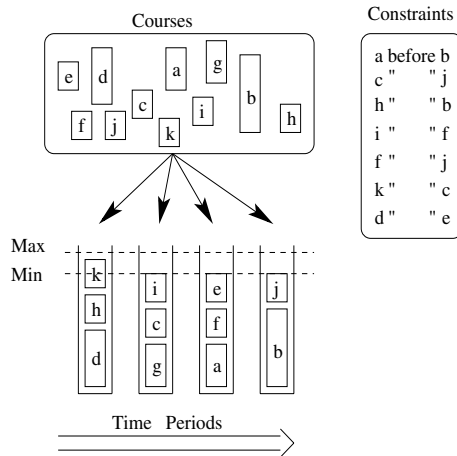 Courses
e d a g
c i b
f j k h
Constraints
a before b
c " " j
h " " b
i " " f
f " " j
k " " c
d " " e
Max
Min
k i e j
h c f
d g a b
Time Periods